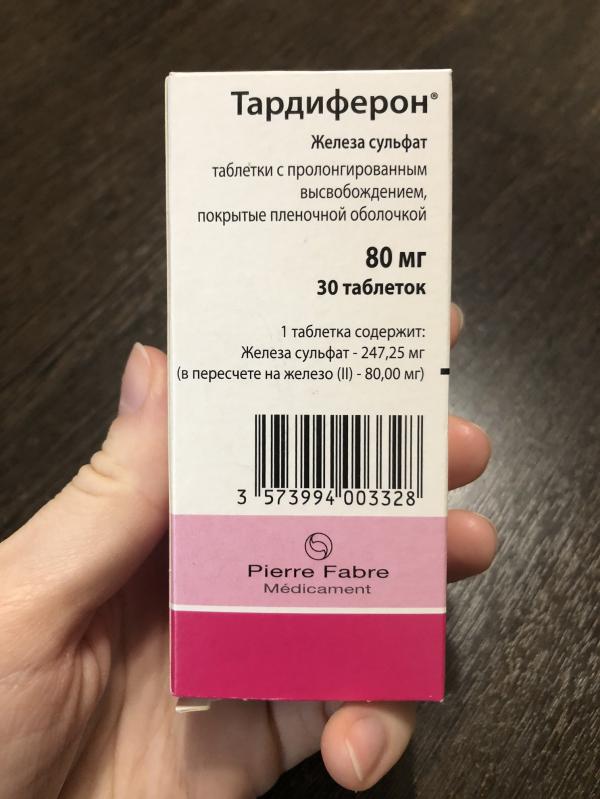 Тардиферон®
Железа сульфат
таблетки с пролонгированным
высвобождением,
покрытые пленочной оболочкой
80 мг
30 таблеток
1 таблетка содержит:
Железа сульфат - 247,25 мг
(в пересчете на железо (II) - 80,00 мг)
3 573994 003328
Pierre Fabre
Médicament